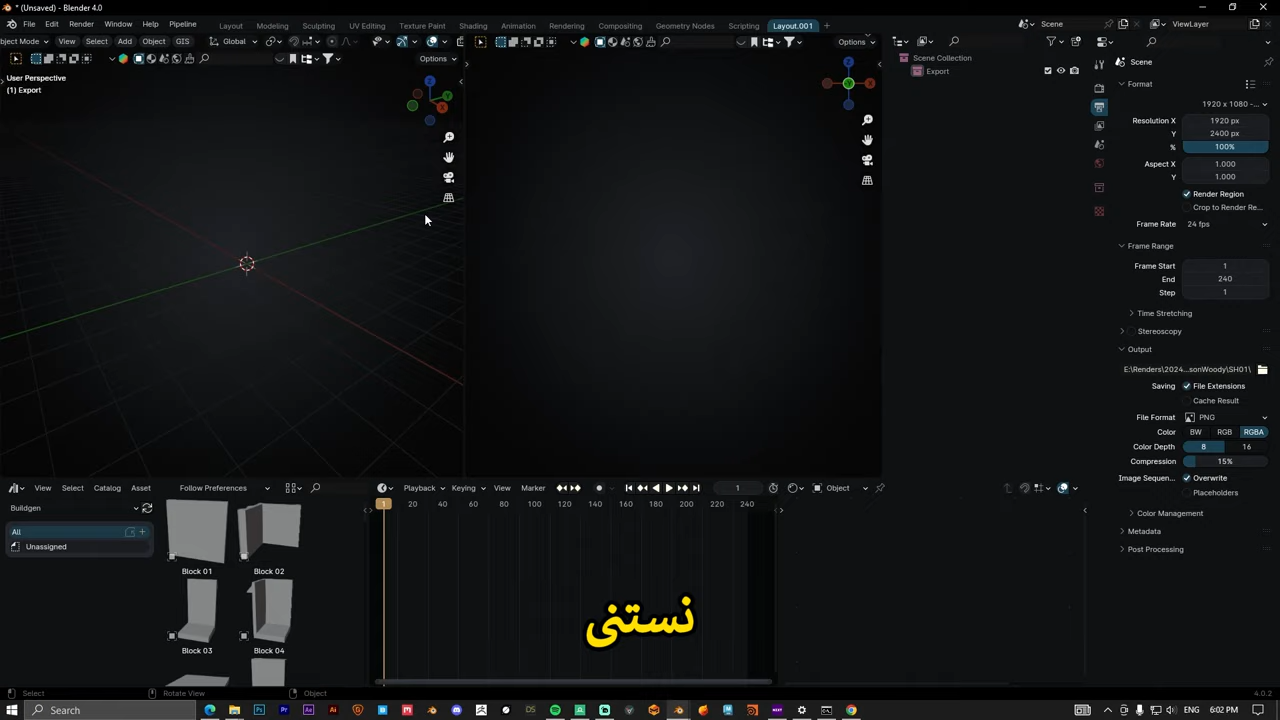 * (Unsaved) - Blender 4.0
File Edit Render Window Help Pipeline
Layout Modeling Sculpting UV Editing Texture Paint Shading Animation Rendering Compositing Geometry Nodes Scripting Layout.001 +
Scene ViewLayer
bject Mode View Select Add Object GIS Global
Options
Options
User Perspective
(1) Export
Z
Y
X
Z
Y
X
Scene Collection
Export
Scene
Format
1920 x 1080 -...
Resolution X 1920 px
Y 2400 px
% 100%
Aspect X 1.000
Y 1.000
Render Region
Crop to Render Re...
Frame Rate 24 fps
Frame Range
Frame Start 1
End 240
Step 1
Time Stretching
Stereoscopy
Output
E:\Renders\2024...sonWoody\SH01\
Saving File Extensions
Cache Result
File Format PNG
Color BW RGB RGBA
Color Depth 8 16
Compression 15%
Image Sequen... Overwrite
Placeholders
Color Management
Metadata
Post Processing
View Select Catalog Asset Follow Preferences
Buildgen
All
Unassigned
Block 01 Block 02
Block 03 Block 04
Playback Keying View Marker 1
1 20 40 60 80 100 120 140 160 180 200 220 240
Object
نستنى
Select Rotate View Object 4.0.2
Search
ENG 6:02 PM